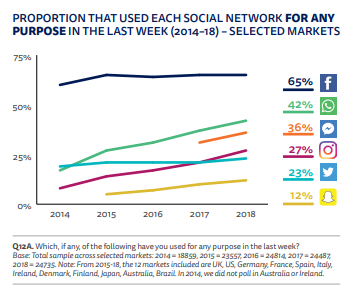 PROPORTION THAT USED EACH SOCIAL NETWORK FOR ANY
PURPOSE IN THE LAST WEEK (2014–18) – SELECTED MARKETS
75%
50%
25%
0%
2014 2015 2016 2017 2018
65%
42%
36%
27%
23%
12%
Q12A. Which, if any, of the following have you used for any purpose in the last week?
Base: Total sample across selected markets: 2014 = 18859, 2015 = 23557, 2016 = 24814, 2017 = 24487,
2018 = 24735. Note: From 2015-18, the 12 markets included are UK, US, Germany, France, Spain, Italy,
Ireland, Denmark, Finland, Japan, Australia, Brazil. In 2014, we did not poll in Australia or Ireland.